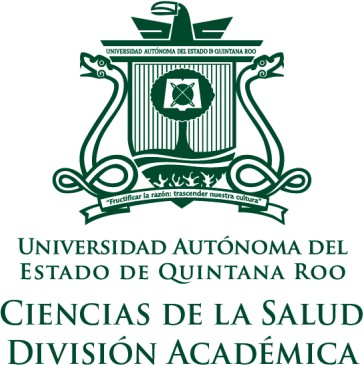 UNIVERSIDAD AUTÓNOMA DEL ESTADO DE QUINTANA ROO
"Fructificar la razón: trascender nuestra cultura"
UNIVERSIDAD AUTÓNOMA DEL
ESTADO DE QUINTANA ROO
CIENCIAS DE LA SALUD
DIVISIÓN ACADÉMICA